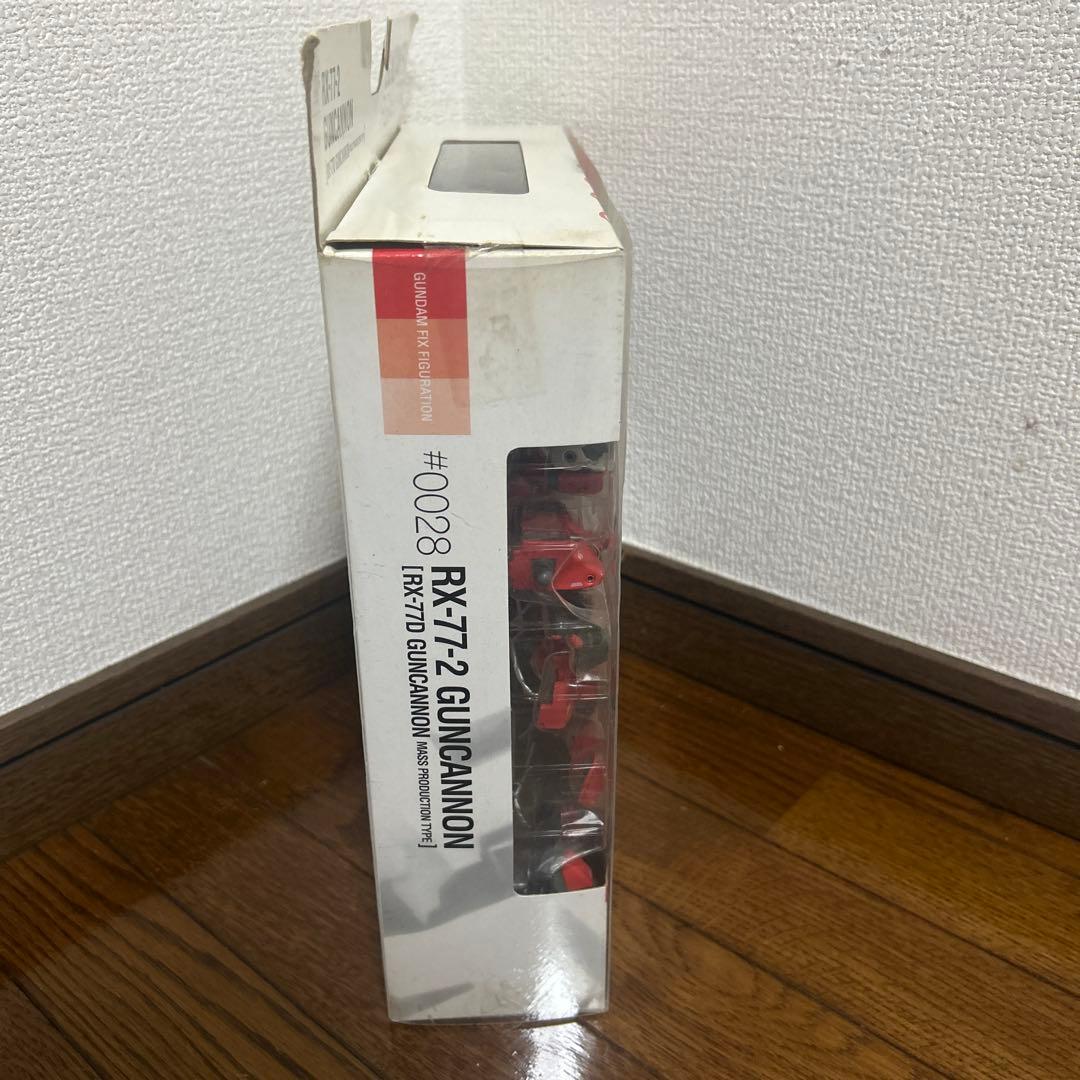 RX-77-2
GUNCANNON
GUNDAM FIX FIGURATION
#0028
RX-77-2 GUNCANNON
[RX-77D GUNCANNON MASS PRODUCTION TYPE]